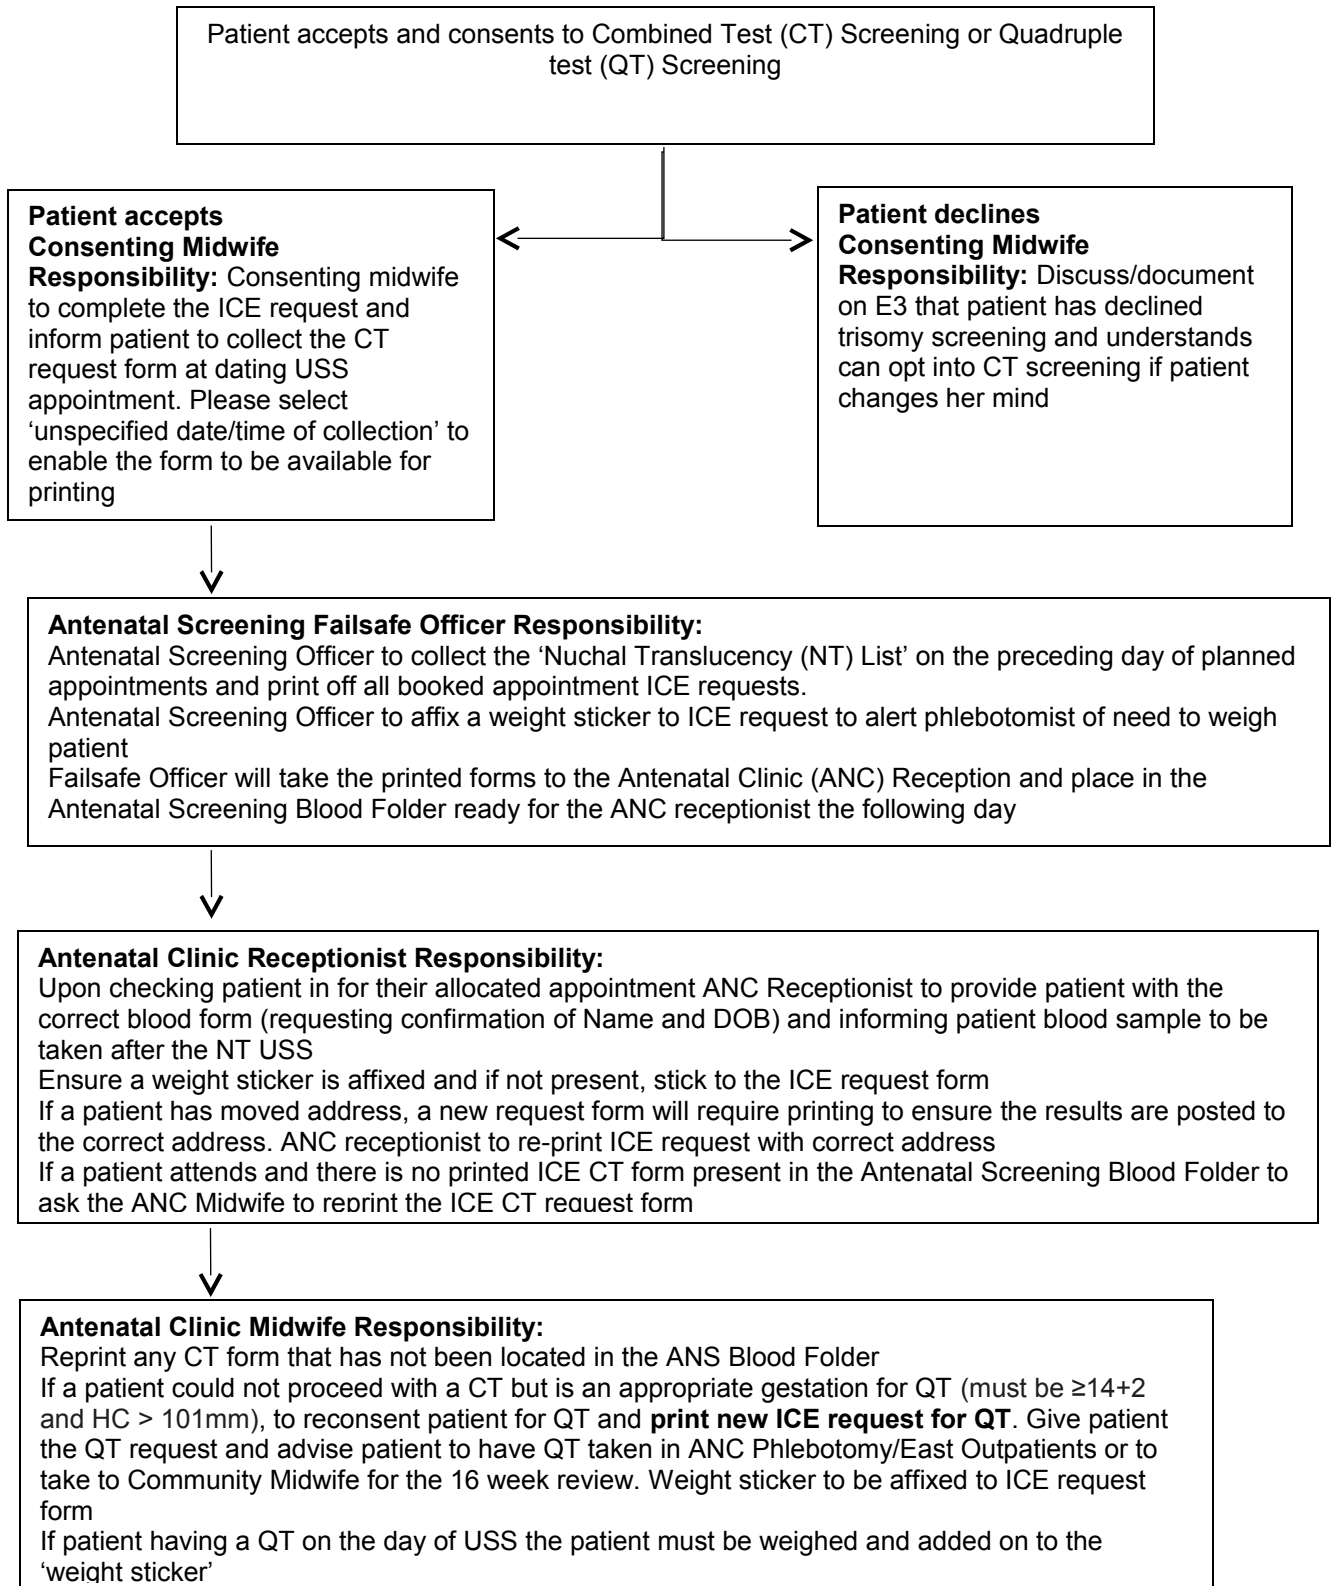 Patient accepts and consents to Combined Test (CT) Screening or Quadruple
test (QT) Screening
Patient accepts
Consenting Midwife
Responsibility: Consenting midwife
to complete the ICE request and
inform patient to collect the CT
request form at dating USS
appointment. Please select
‘unspecified date/time of collection’ to
enable the form to be available for
printing
Patient declines
Consenting Midwife
Responsibility: Discuss/document
on E3 that patient has declined
trisomy screening and understands
can opt into CT screening if patient
changes her mind
Antenatal Screening Failsafe Officer Responsibility:
Antenatal Screening Officer to collect the ‘Nuchal Translucency (NT) List’ on the preceding day of planned
appointments and print off all booked appointment ICE requests.
Antenatal Screening Officer to affix a weight sticker to ICE request to alert phlebotomist of need to weigh
patient
Failsafe Officer will take the printed forms to the Antenatal Clinic (ANC) Reception and place in the
Antenatal Screening Blood Folder ready for the ANC receptionist the following day
Antenatal Clinic Receptionist Responsibility:
Upon checking patient in for their allocated appointment ANC Receptionist to provide patient with the
correct blood form (requesting confirmation of Name and DOB) and informing patient blood sample to be
taken after the NT USS
Ensure a weight sticker is affixed and if not present, stick to the ICE request form
If a patient has moved address, a new request form will require printing to ensure the results are posted to
the correct address. ANC receptionist to re-print ICE request with correct address
If a patient attends and there is no printed ICE CT form present in the Antenatal Screening Blood Folder to
ask the ANC Midwife to reprint the ICE CT request form
Antenatal Clinic Midwife Responsibility:
Reprint any CT form that has not been located in the ANS Blood Folder
If a patient could not proceed with a CT but is an appropriate gestation for QT (must be ≥14+2
and HC > 101mm), to reconsent patient for QT and print new ICE request for QT. Give patient
the QT request and advise patient to have QT taken in ANC Phlebotomy/East Outpatients or to
take to Community Midwife for the 16 week review. Weight sticker to be affixed to ICE request
form
If patient having a QT on the day of USS the patient must be weighed and added on to the
‘weight sticker’